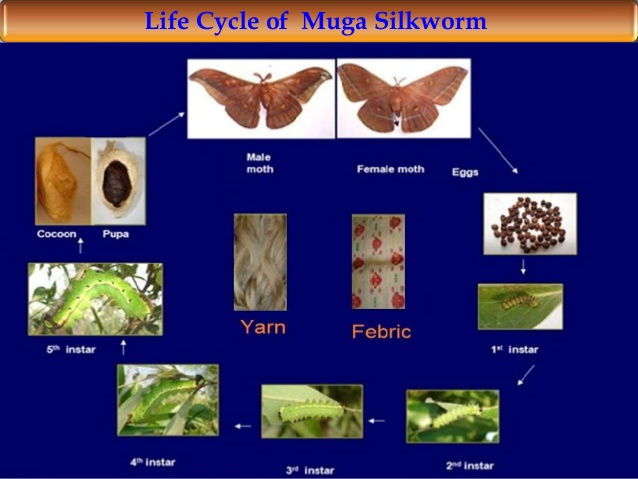 Life Cycle of  Muga Silkworm
Male
moth
Female moth
Eggs
Cocoon
Pupa
Yarn
Febric
5th instar
1st instar
4th instar
3rd instar
2nd instar